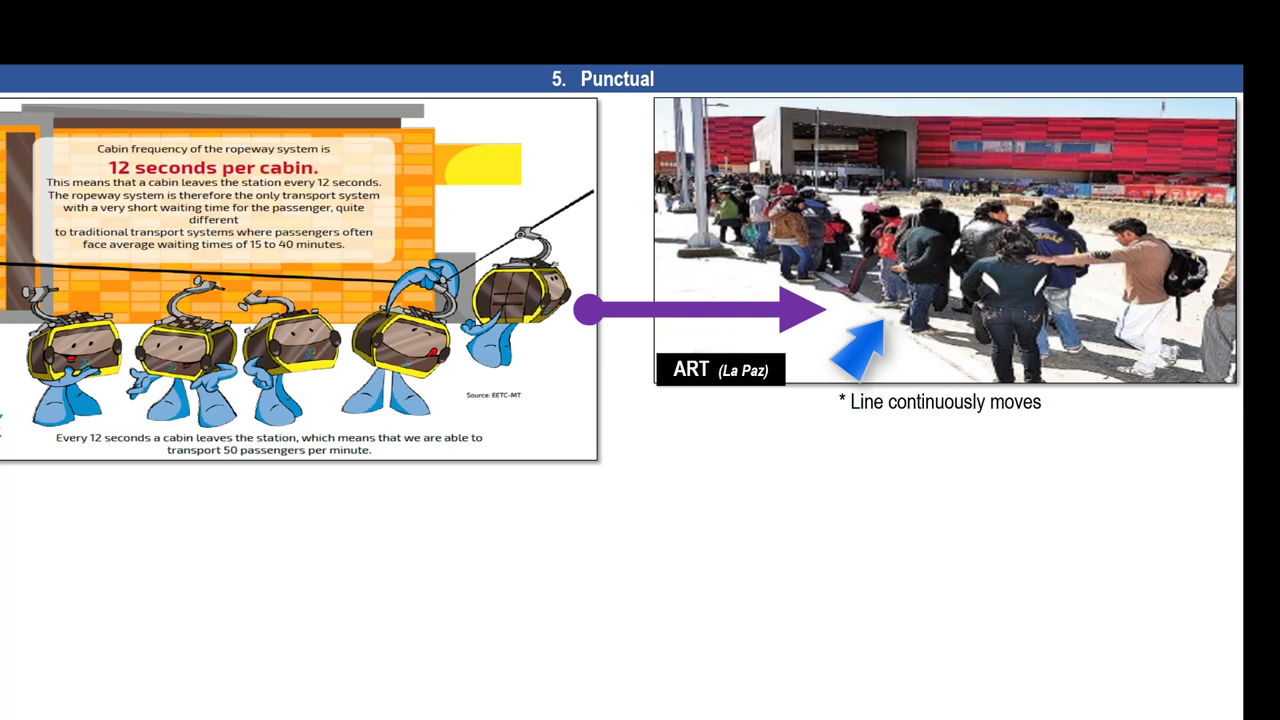 5. Punctual
Cabin frequency of the ropeway system is
12 seconds per cabin.
This means that a cabin leaves the station every 12 seconds.
The ropeway system is therefore the only transport system
with a very short waiting time for the passenger, quite
different
to traditional transport systems where passengers often
face average waiting times of 15 to 40 minutes.
Source: EETC-MT
Every 12 seconds a cabin leaves the station, which means that we are able to
transport 50 passengers per minute.
ART (La Paz)
* Line continuously moves